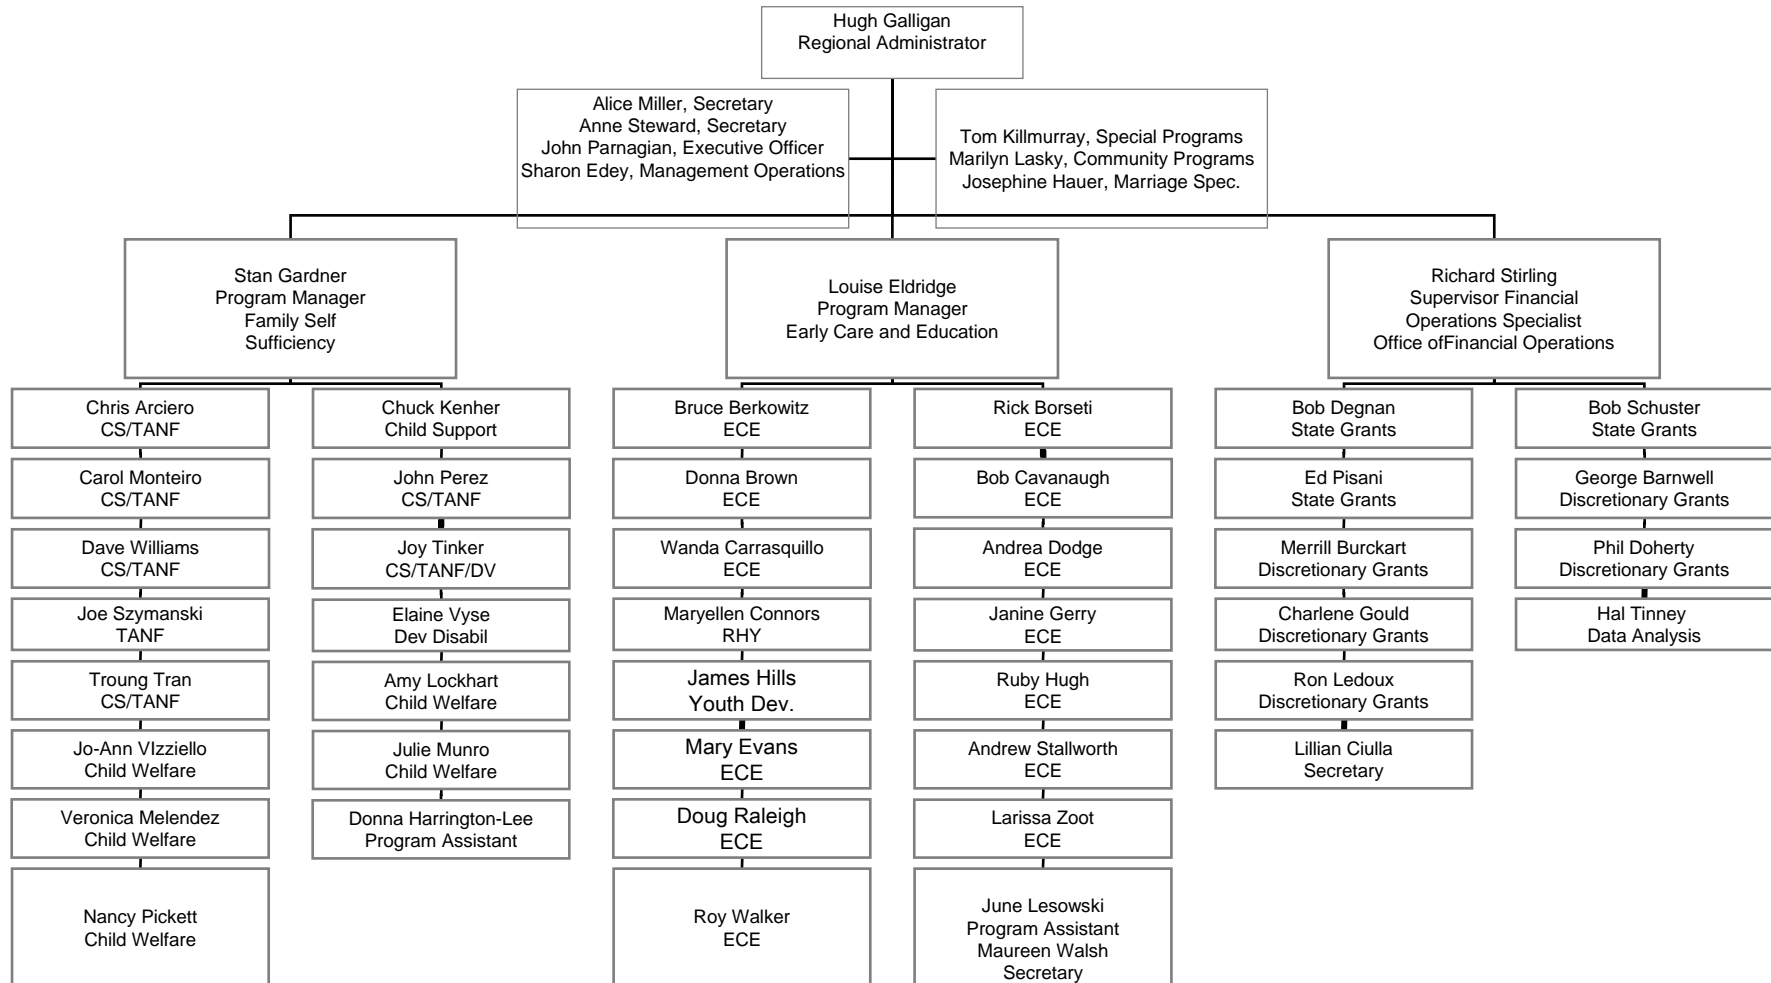 Hugh Galligan
Regional Administrator
Alice Miller, Secretary
Anne Steward, Secretary
John Parnagian, Executive Officer
Sharon Edey, Management Operations
Tom Killmurray, Special Programs
Marilyn Lasky, Community Programs
Josephine Hauer, Marriage Spec.
Stan Gardner
Program Manager
Family Self
Sufficiency
Louise Eldridge
Program Manager
Early Care and Education
Richard Stirling
Supervisor Financial
Operations Specialist
Office ofFinancial Operations
Chris Arciero
CS/TANF
Carol Monteiro
CS/TANF
Dave Williams
CS/TANF
Joe Szymanski
TANF
Troung Tran
CS/TANF
Jo-Ann VIzziello
Child Welfare
Veronica Melendez
Child Welfare
Nancy Pickett
Child Welfare
Chuck Kenher
Child Support
John Perez
CS/TANF
Joy Tinker
CS/TANF/DV
Elaine Vyse
Dev Disabil
Amy Lockhart
Child Welfare
Julie Munro
Child Welfare
Donna Harrington-Lee
Program Assistant
Bruce Berkowitz
ECE
Donna Brown
ECE
Wanda Carrasquillo
ECE
Maryellen Connors
RHY
James Hills
Youth Dev.
Mary Evans
ECE
Doug Raleigh
ECE
Roy Walker
ECE
Rick Borseti
ECE
Bob Cavanaugh
ECE
Andrea Dodge
ECE
Janine Gerry
ECE
Ruby Hugh
ECE
Andrew Stallworth
ECE
Larissa Zoot
ECE
June Lesowski
Program Assistant
Maureen Walsh
Secretary
Bob Degnan
State Grants
Ed Pisani
State Grants
Merrill Burckart
Discretionary Grants
Charlene Gould
Discretionary Grants
Ron Ledoux
Discretionary Grants
Lillian Ciulla
Secretary
Bob Schuster
State Grants
George Barnwell
Discretionary Grants
Phil Doherty
Discretionary Grants
Hal Tinney
Data Analysis